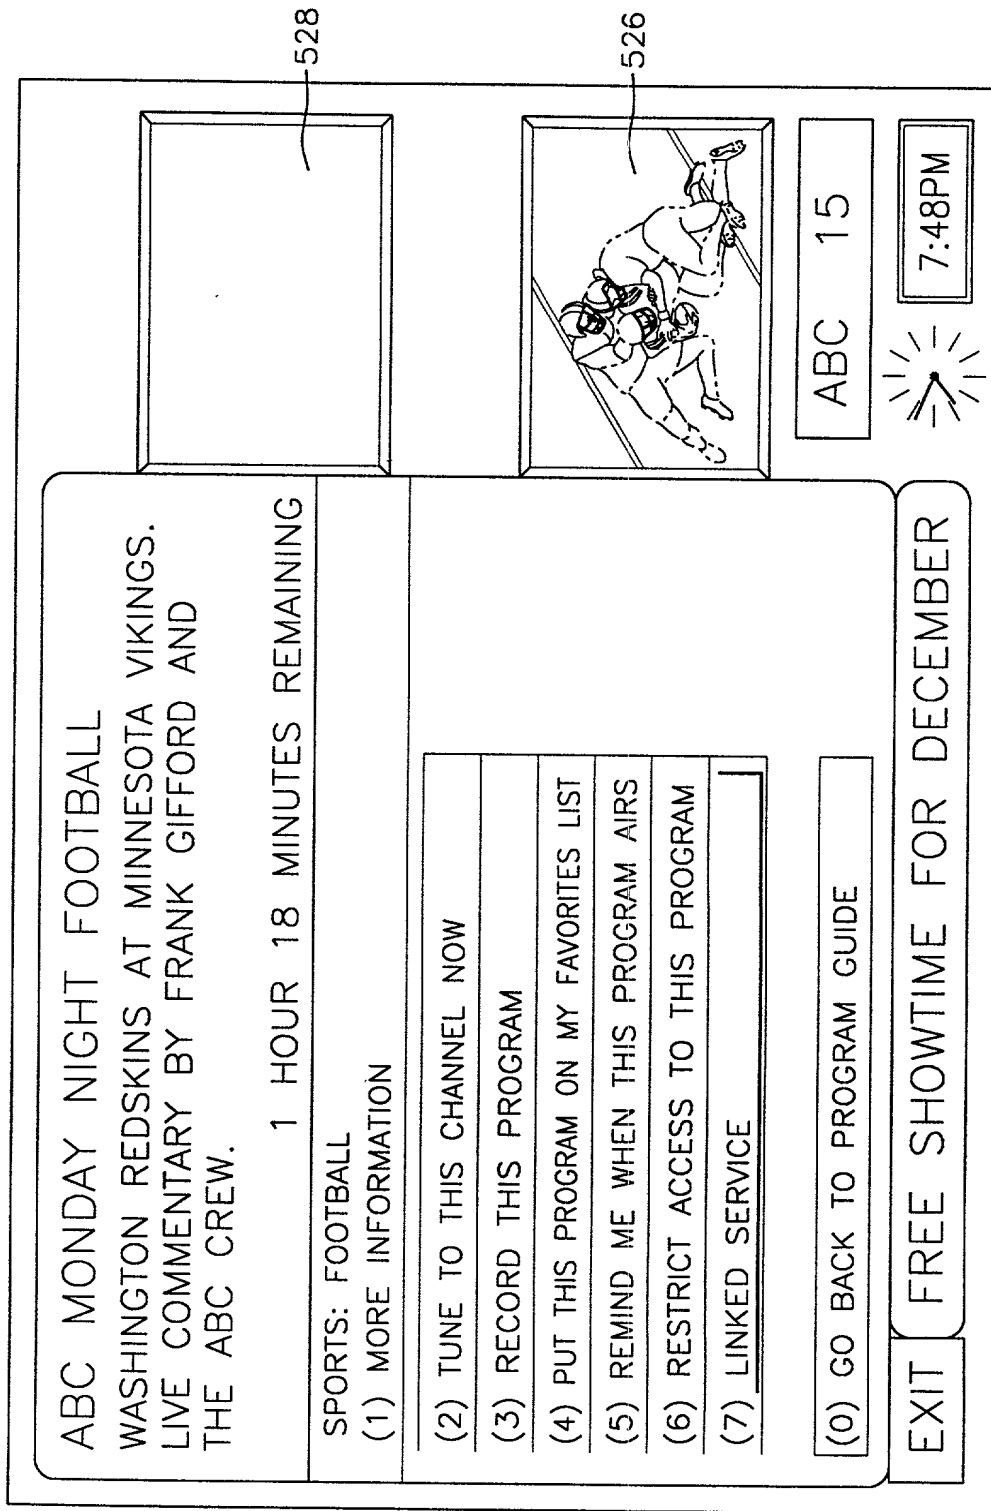 ABC MONDAY NIGHT FOOTBALL
WASHINGTON REDSKINS AT MINNESOTA VIKINGS.
LIVE COMMENTARY BY FRANK GIFFORD AND
THE ABC CREW.
1 HOUR 18 MINUTES REMAINING
SPORTS: FOOTBALL
(1) MORE INFORMATION
(2) TUNE TO THIS CHANNEL NOW
(3) RECORD THIS PROGRAM
(4) PUT THIS PROGRAM ON MY FAVORITES LIST
(5) REMIND ME WHEN THIS PROGRAM AIRS
(6) RESTRICT ACCESS TO THIS PROGRAM
(7) LINKED SERVICE
(0) GO BACK TO PROGRAM GUIDE
EXIT
FREE SHOWTIME FOR DECEMBER
528
526
ABC 15
7:48PM